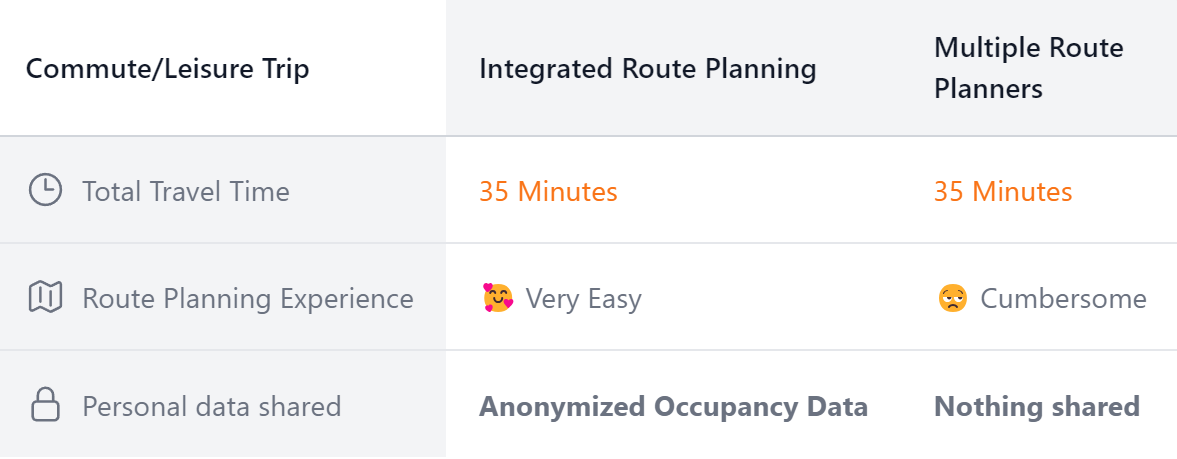 Commute/Leisure Trip
Integrated Route Planning
Multiple Route
Planners
Total Travel Time
35 Minutes
35 Minutes
Route Planning Experience
Very Easy
Cumbersome
Personal data shared
Anonymized Occupancy Data
Nothing shared